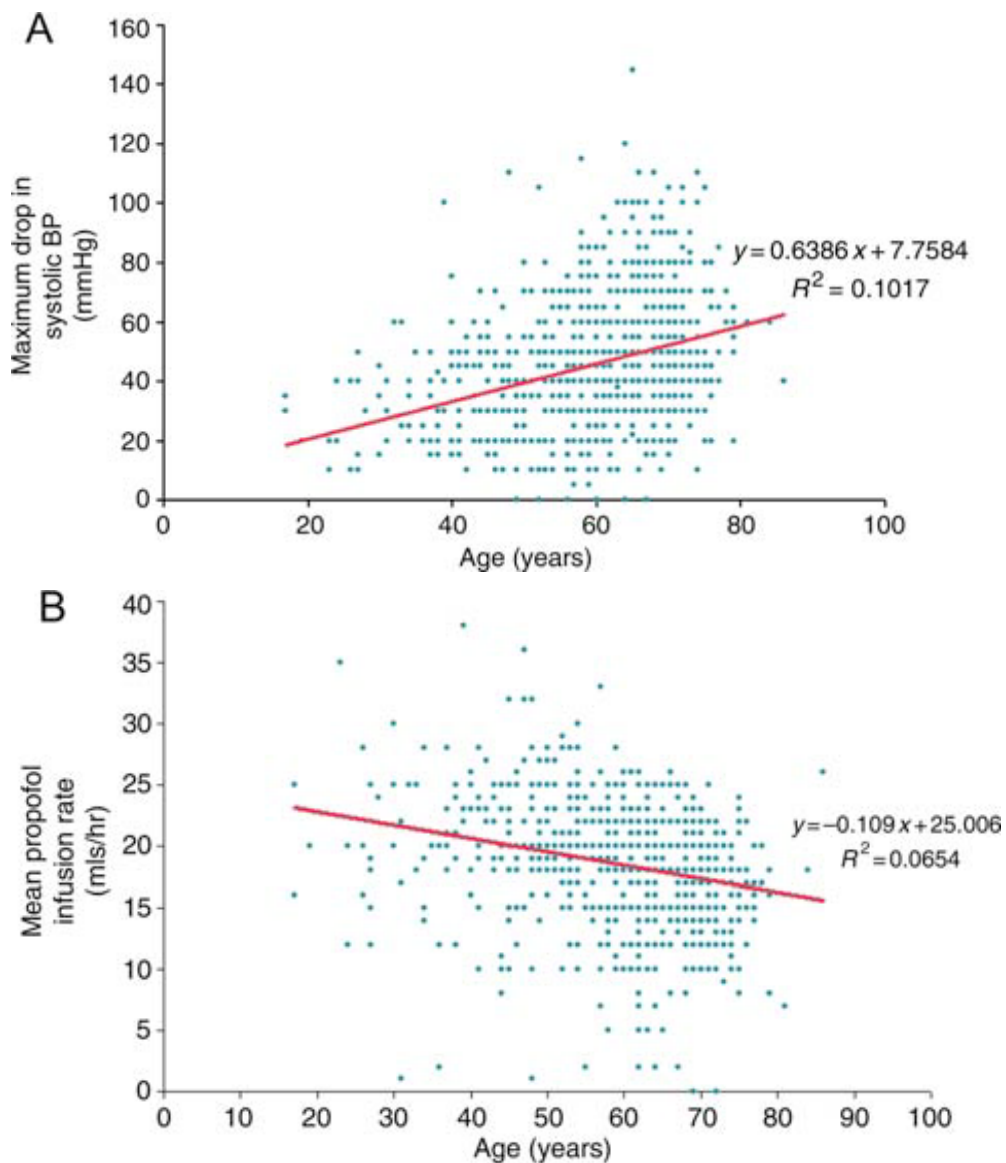 A
160
140
120
100
80
60
40
20
0
Maximum drop in
systolic BP
(mmHg)
y = 0.6386 x + 7.7584
R² = 0.1017
0 20 40 60 80 100
Age (years)
B
40
35
30
25
20
15
10
5
0
Mean propofol
infusion rate
(mls/hr)
y = −0.109 x + 25.006
R² = 0.0654
0 10 20 30 40 50 60 70 80 90 100
Age (years)